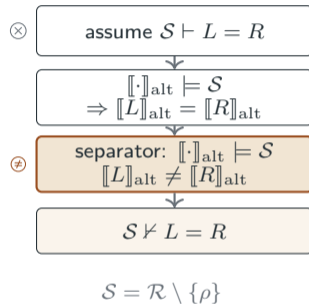 ⊗ assume 𝒮 ⊢ L = R
⟦·⟧alt ⊨ 𝒮
⇒ ⟦L⟧alt = ⟦R⟧alt
separator: ⟦·⟧alt ⊨ 𝒮
≠ ⟦L⟧alt ≠ ⟦R⟧alt
𝒮 ⊬ L = R
𝒮 = ℛ \ {ρ}